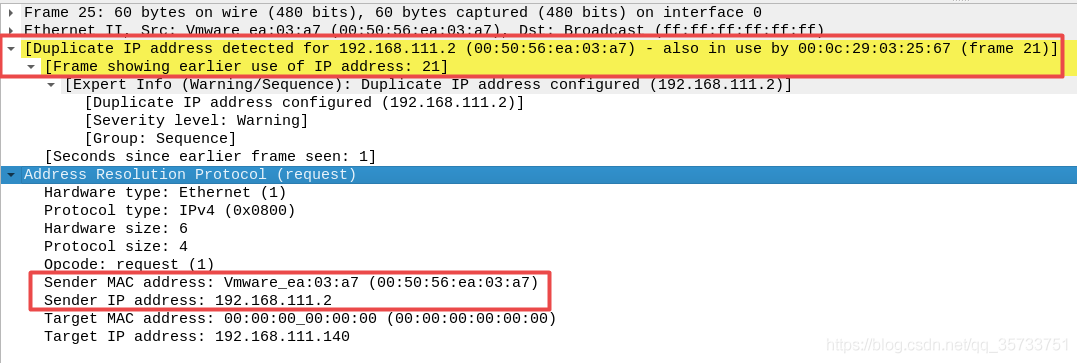 Frame 25: 60 bytes on wire (480 bits), 60 bytes captured (480 bits) on interface 0
Ethernet II, Src: Vmware_ea:03:a7 (00:50:56:ea:03:a7), Dst: Broadcast (ff:ff:ff:ff:ff:ff)
[Duplicate IP address detected for 192.168.111.2 (00:50:56:ea:03:a7) - also in use by 00:0c:29:03:25:67 (frame 21)]
[Frame showing earlier use of IP address: 21]
[Expert Info (Warning/Sequence): Duplicate IP address configured (192.168.111.2)]
[Duplicate IP address configured (192.168.111.2)]
[Severity level: Warning]
[Group: Sequence]
[Seconds since earlier frame seen: 1]
Address Resolution Protocol (request)
Hardware type: Ethernet (1)
Protocol type: IPv4 (0x0800)
Hardware size: 6
Protocol size: 4
Opcode: request (1)
Sender MAC address: Vmware_ea:03:a7 (00:50:56:ea:03:a7)
Sender IP address: 192.168.111.2
Target MAC address: 00:00:00_00:00:00 (00:00:00:00:00:00)
Target IP address: 192.168.111.140
https://blog.csdn.net/qq_35733751